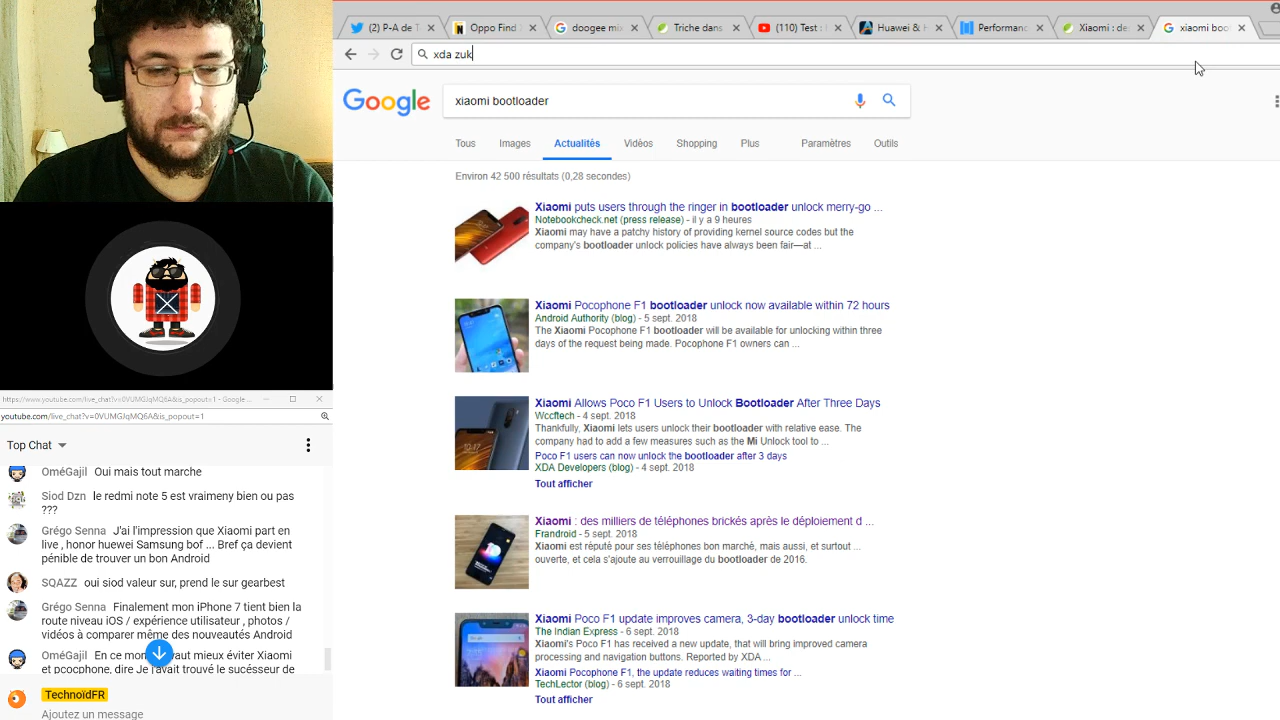 (2) P-A de T
Oppo Find
doogee mix
Triche dans
(110) Test :
Huawei & H
Performanc
Xiaomi : de
xiaomi boo
xda zuk
Google
xiaomi bootloader
Tous Images Actualités Vidéos Shopping Plus Paramètres Outils
Environ 42 500 résultats (0,28 secondes)
Xiaomi puts users through the ringer in bootloader unlock merry-go ...
Notebookcheck.net (press release) - il y a 9 heures
Xiaomi may have a patchy history of providing kernel source codes but the
company's bootloader unlock policies have always been fair—at ...
Xiaomi Pocophone F1 bootloader unlock now available within 72 hours
Android Authority (blog) - 5 sept. 2018
The Xiaomi Pocophone F1 bootloader will be available for unlocking within three
days of the request being made. Pocophone F1 owners can ...
Xiaomi Allows Poco F1 Users to Unlock Bootloader After Three Days
Wccftech - 4 sept. 2018
Thankfully, Xiaomi lets users unlock their bootloader with relative ease. The
company had to add a few measures such as the Mi Unlock tool to ...
Poco F1 users can now unlock the bootloader after 3 days
XDA Developers (blog) - 4 sept. 2018
Tout afficher
Xiaomi : des milliers de téléphones brickés après le déploiement d ...
Frandroid - 5 sept. 2018
Xiaomi est réputé pour ses téléphones bon marché, mais aussi, et surtout ...
ouverte, et cela s'ajoute au verrouillage du bootloader de 2016.
Xiaomi Poco F1 update improves camera, 3-day bootloader unlock time
The Indian Express - 6 sept. 2018
Xiaomi's Poco F1 has received a new update, that will bring improved camera
processing and navigation buttons. Reported by XDA ...
Xiaomi Pocophone F1, the update reduces waiting times for ...
TechLector (blog) - 6 sept. 2018
Tout afficher
https://www.youtube.com/live_chat?v=0VUMGJqMQ6A&is_popout=1 - Google ...
youtube.com/live_chat?v=0VUMGJqMQ6A&is_popout=1
Top Chat
OméGajil Oui mais tout marche
Siod Dzn le redmi note 5 est vraimeny bien ou pas
???
Grégo Senna J'ai l'impression que Xiaomi part en
live , honor huewei Samsung bof ... Bref ça devient
pénible de trouver un bon Android
SQAZZ oui siod valeur sur, prend le sur gearbest
Grégo Senna Finalement mon iPhone 7 tient bien la
route niveau iOS / expérience utilisateur , photos /
vidéos à comparer même des nouveautés Android
OméGajil En ce mom vaut mieux éviter Xiaomi
et pcocphone, dire Je l'avait trouvé le sucésseur de
TechnoïdFR
Ajoutez un message